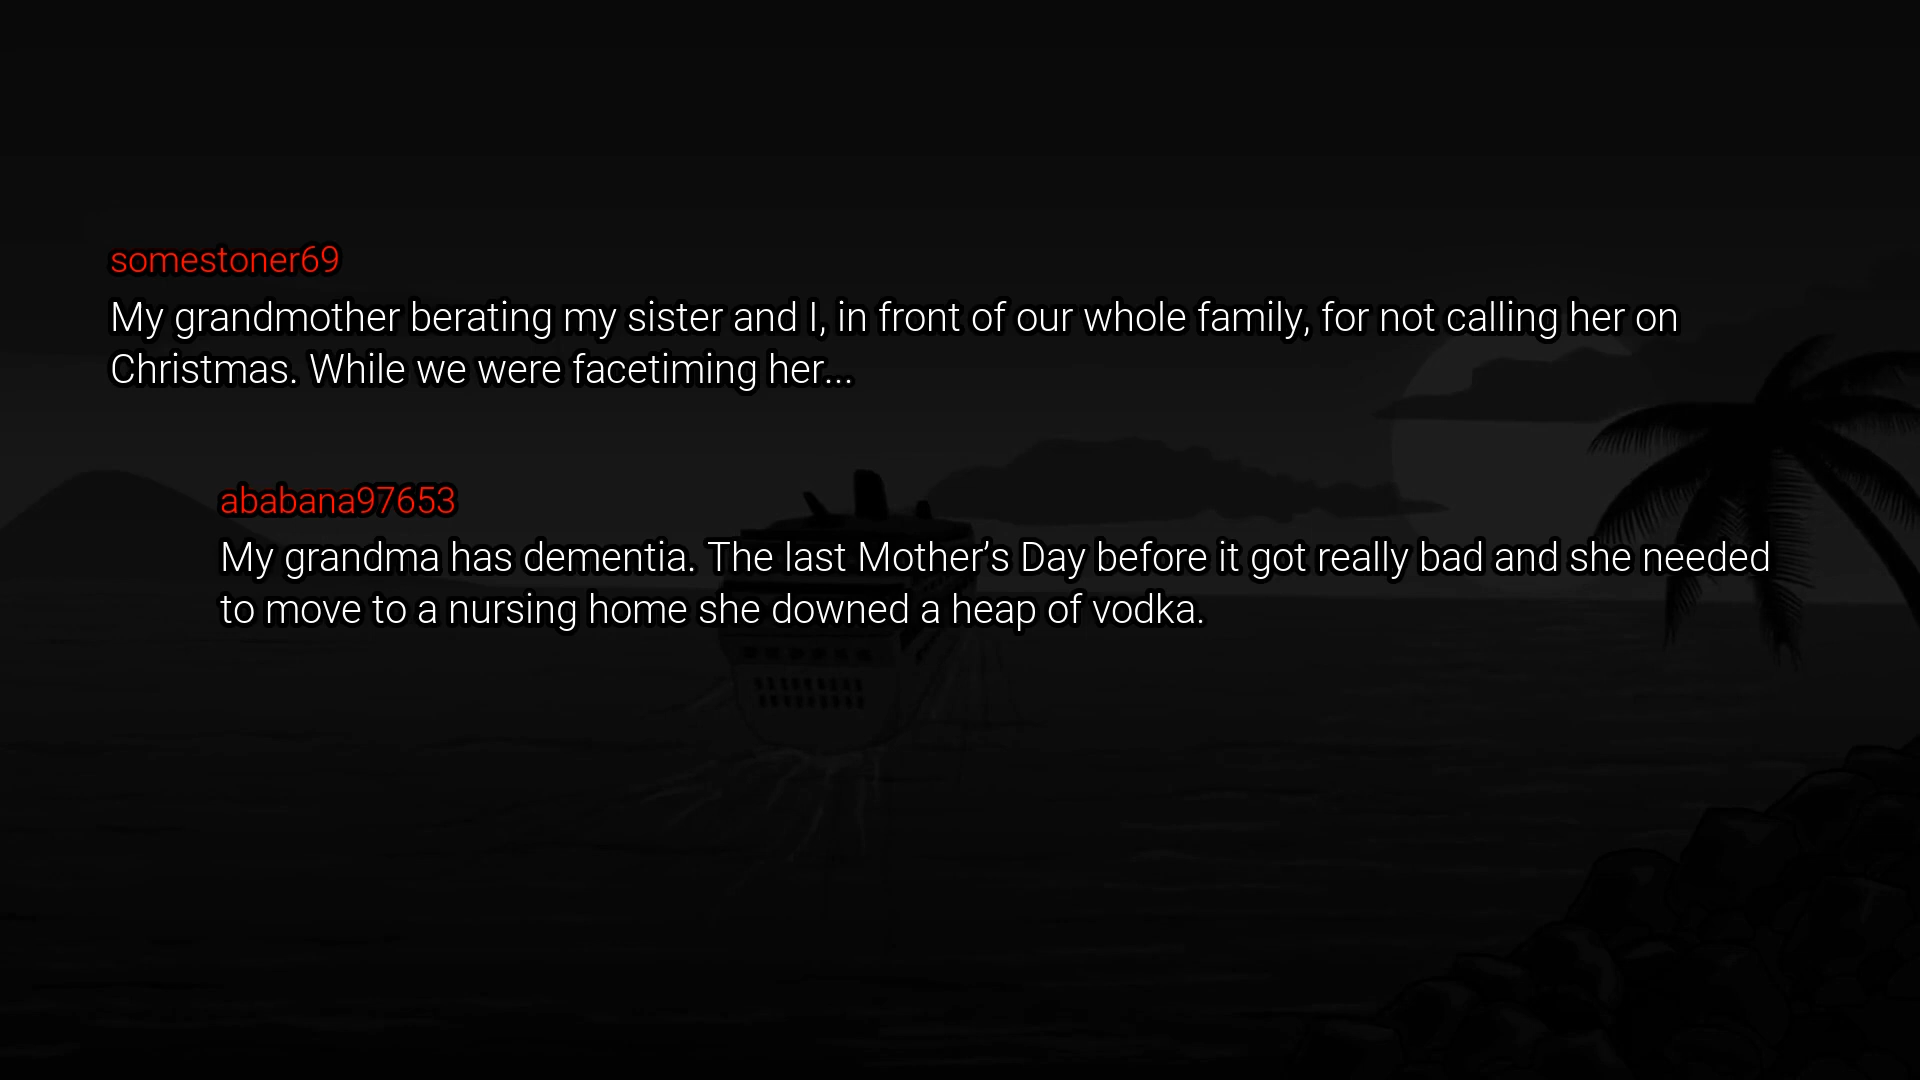 somestoner69
My grandmother berating my sister and I, in front of our whole family, for not calling her on
Christmas. While we were facetiming her...
ababana97653
My grandma has dementia. The last Mother’s Day before it got really bad and she needed
to move to a nursing home she downed a heap of vodka.